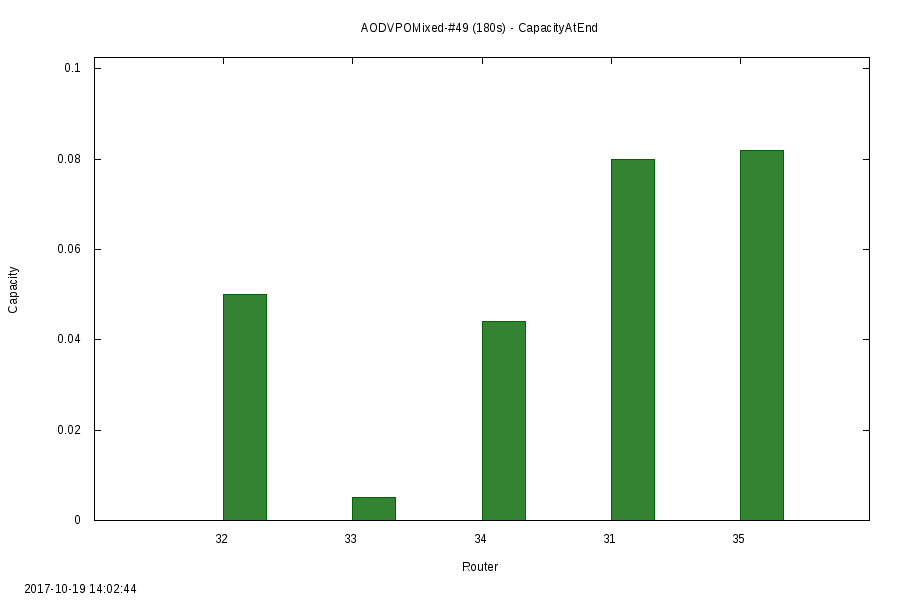 AODVPOMixed-#49 (180s) - CapacityAtEnd
0.1
0.08
0.06
0.04
0.02
0
Capacity
32 33 34 31 35
Router
2017-10-19 14:02:44